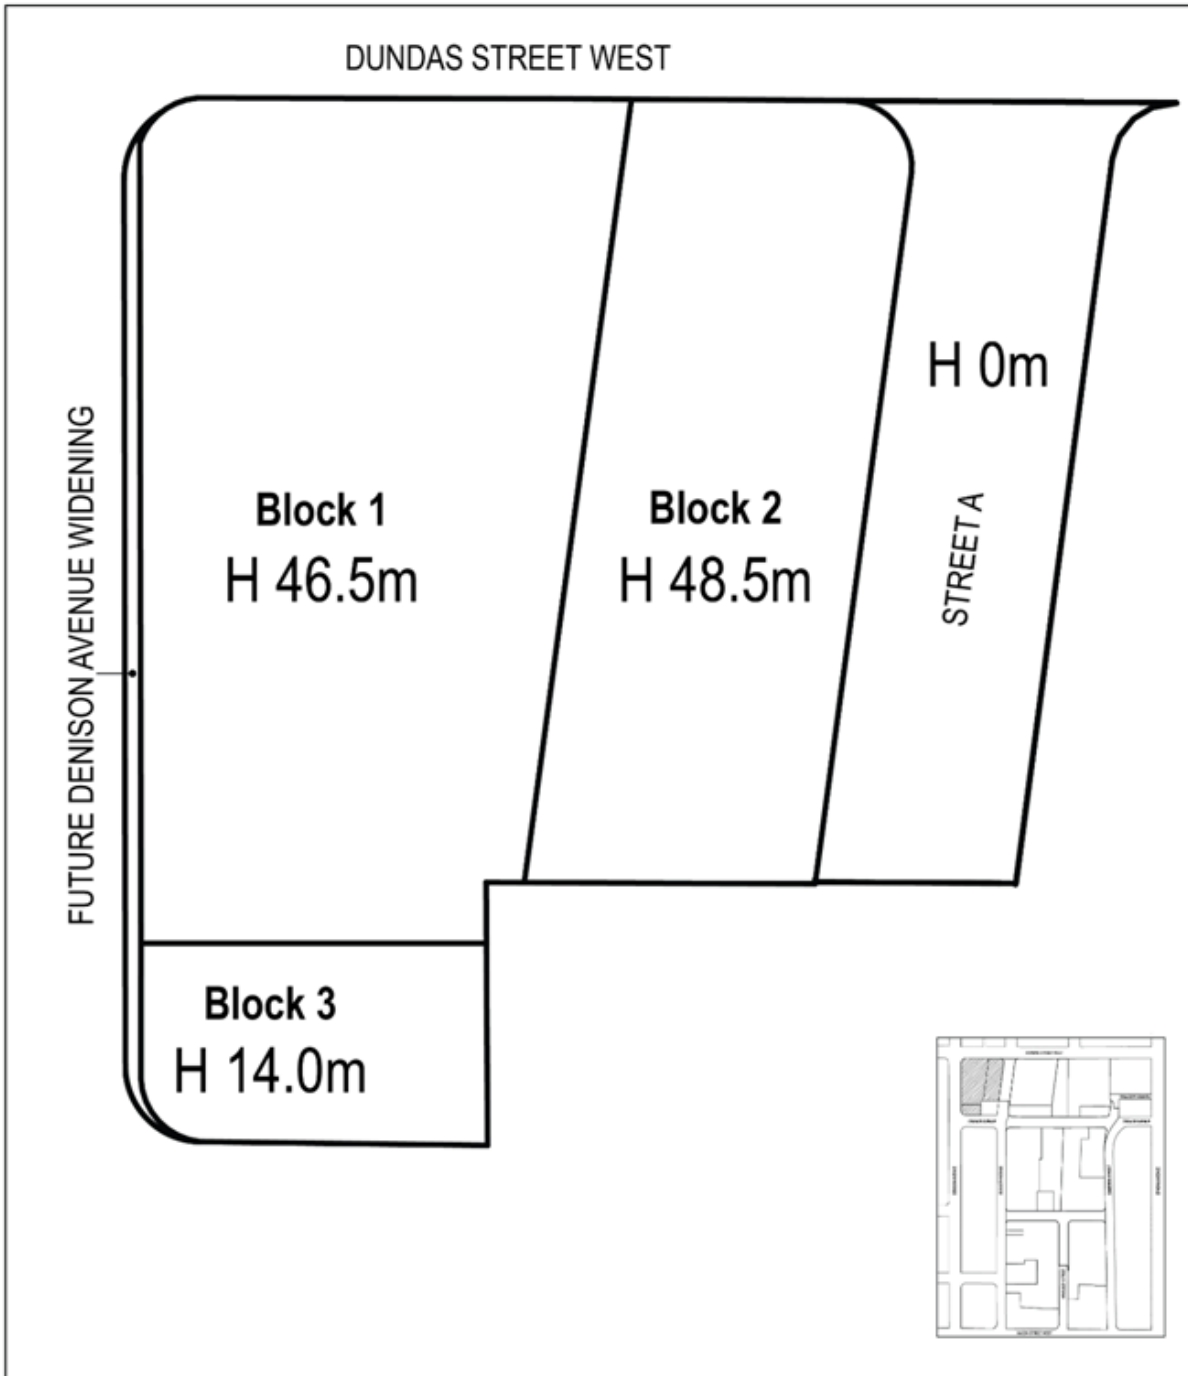 DUNDAS STREET WEST
FUTURE DENISON AVENUE WIDENING
Block 1
H 46.5m
Block 2
H 48.5m
H 0m
STREET A
Block 3
H 14.0m